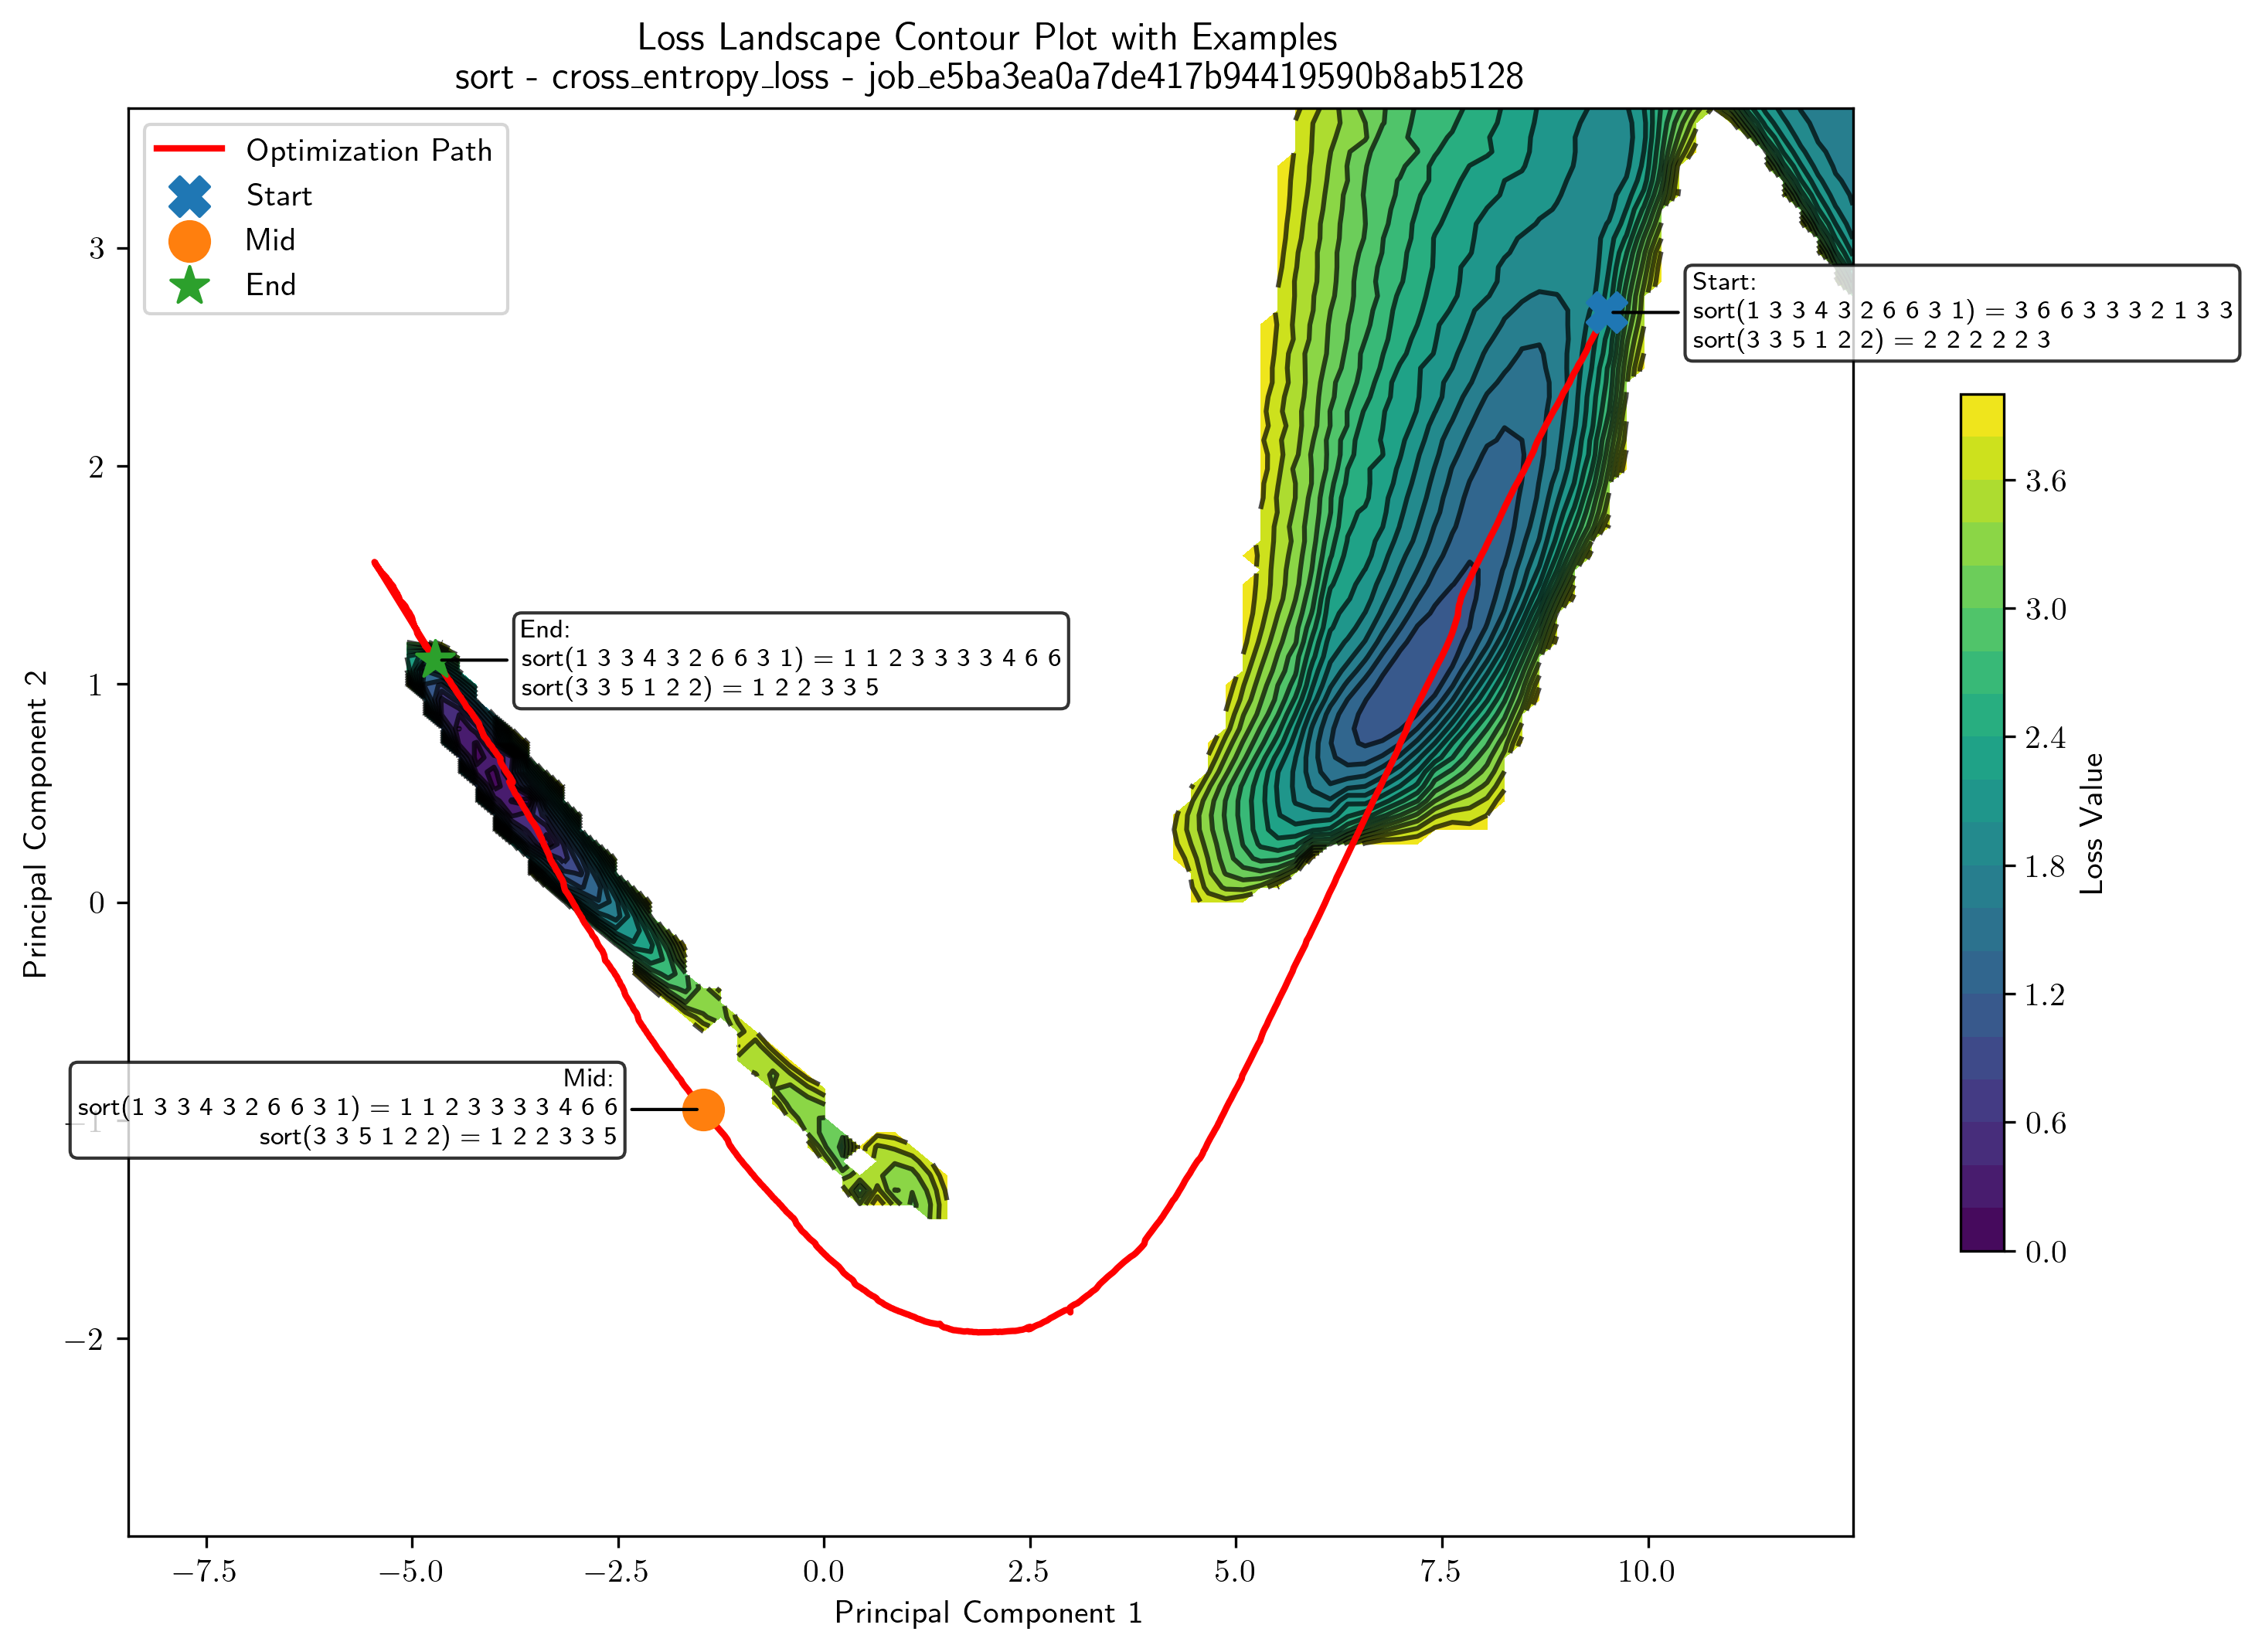 Loss Landscape Contour Plot with Examples
sort - cross_entropy_loss - job_e5ba3ea0a7de417b94419590b8ab5128
Optimization Path
Start
Mid
End
3
2
1
0
−1
−2
Principal Component 2
Start:
sort(1 3 3 4 3 2 6 6 3 1) = 3 6 6 3 3 3 2 1 3 3
sort(3 3 5 1 2 2) = 2 2 2 2 2 3
End:
sort(1 3 3 4 3 2 6 6 3 1) = 1 1 2 3 3 3 3 4 6 6
sort(3 3 5 1 2 2) = 1 2 2 3 3 5
Mid:
sort(1 3 3 4 3 2 6 6 3 1) = 1 1 2 3 3 3 3 4 6 6
sort(3 3 5 1 2 2) = 1 2 2 3 3 5
3.6
3.0
2.4
1.8
1.2
0.6
0.0
Loss Value
−7.5 −5.0 −2.5 0.0 2.5 5.0 7.5 10.0
Principal Component 1